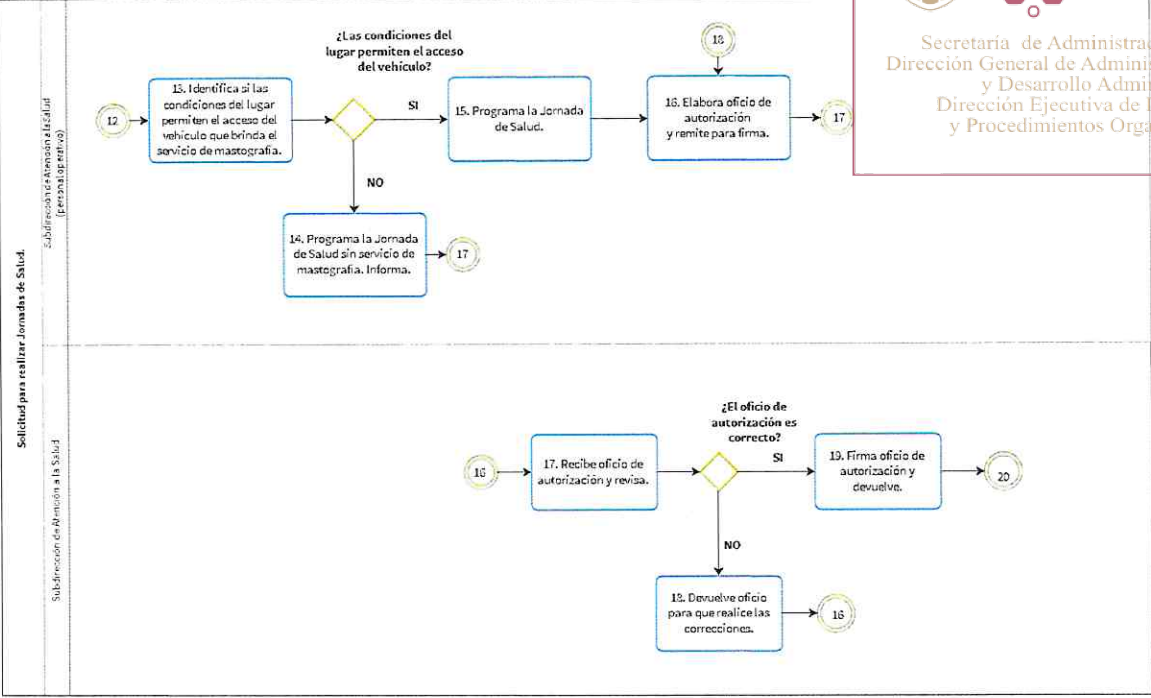 Secretaría de Administra
Dirección General de Adminis
y Desarrollo Admi
Dirección Ejecutiva de
y Procedimientos Orga
Solicitud para realizar Jornadas de Salud.
Subdirección de Atención a la Salud
(personal operativo)
12
13. Identifica si las
condiciones del lugar
permiten el acceso del
vehículo que brinda el
servicio de mastografía.
¿Las condiciones del
lugar permiten el acceso
del vehículo?
SI
15. Programa la Jornada
de Salud.
18
16. Elabora oficio de
autorización
y remite para firma.
17
NO
14. Programa la Jornada
de Salud sin servicio de
mastografía. Informa.
17
Subdirección de Atención a la Salud
16
17. Recibe oficio de
autorización y revisa.
¿El oficio de
autorización es
correcto?
SI
19. Firma oficio de
autorización y
devuelve.
20
NO
18. Devuelve oficio
para que realice las
correcciones.
16